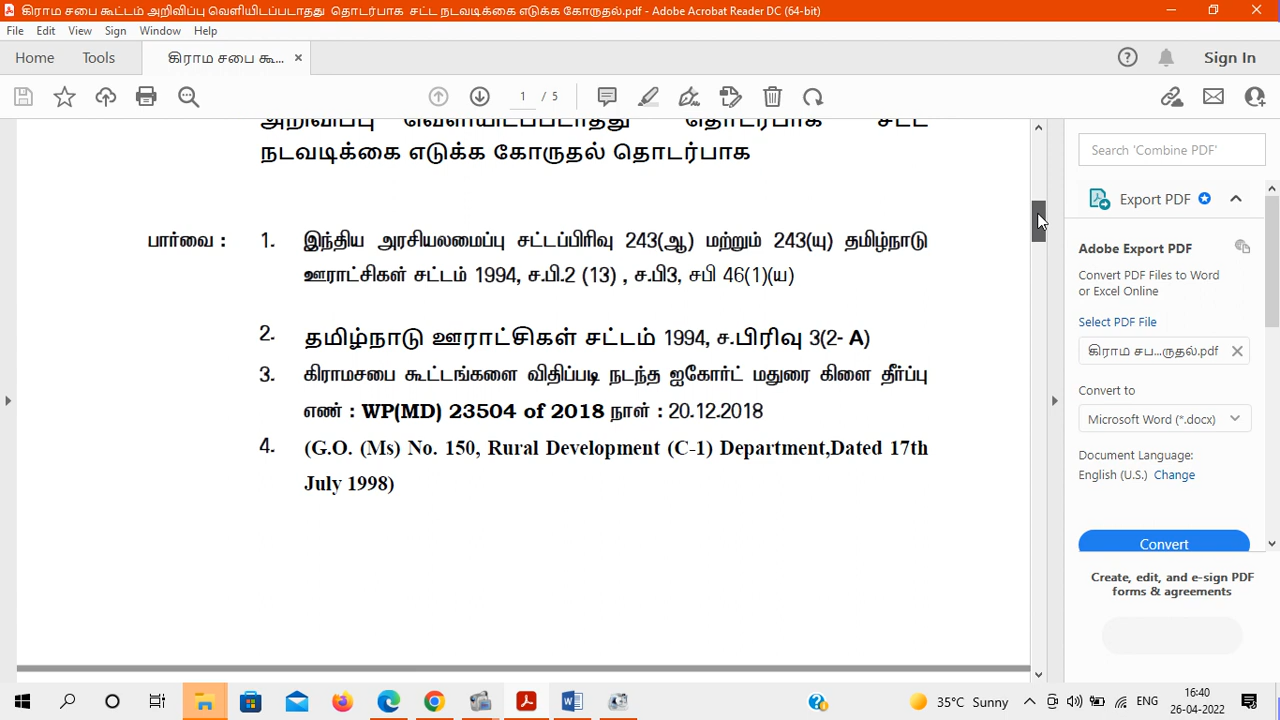 கிராம சபை கூட்டம் அறிவிப்பு வெளியிடப்படாதது தொடர்பாக சட்ட நடவடிக்கை எடுக்க கோருதல்.pdf - Adobe Acrobat Reader DC (64-bit)
File Edit View Sign Window Help
Home Tools கிராம சபை கூ... × Sign In
1 / 5
அறிவிப்பு வெளியிடப்படாதது தொடர்பாக சட்ட
நடவடிக்கை எடுக்க கோருதல் தொடர்பாக
Search 'Combine PDF'
Export PDF
Adobe Export PDF
Convert PDF Files to Word
or Excel Online
Select PDF File
கிராம சப...ருதல்.pdf
Convert to
Microsoft Word (*.docx)
Document Language:
English (U.S.) Change
Convert
Create, edit, and e-sign PDF
forms & agreements
பார்வை : 1. இந்திய அரசியலமைப்பு சட்டப்பிரிவு 243(ஆ) மற்றும் 243(யு) தமிழ்நாடு
ஊராட்சிகள் சட்டம் 1994, ச.பி.2 (13) , ச.பி3, சபி 46(1)(ய)
2. தமிழ்நாடு ஊராட்சிகள் சட்டம் 1994, ச.பிரிவு 3(2- A)
3. கிராமசபை கூட்டங்களை விதிப்படி நடந்த ஐகோர்ட் மதுரை கிளை தீர்ப்பு
எண் : WP(MD) 23504 of 2018 நாள் : 20.12.2018
4. (G.O. (Ms) No. 150, Rural Development (C-1) Department,Dated 17th
July 1998)
35°C Sunny ENG 16:40
26-04-2022